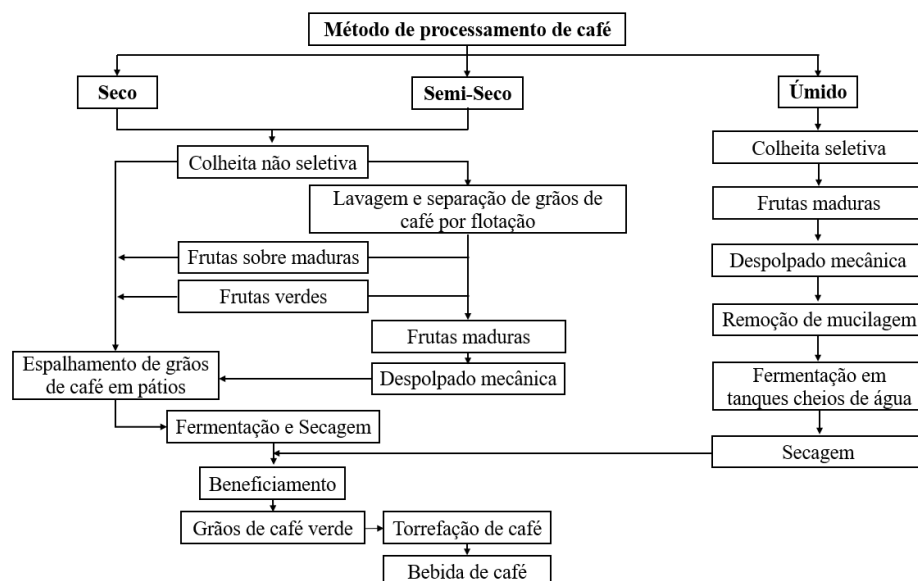 Método de processamento de café
Seco
Semi-Seco
Úmido
Colheita não seletiva
Colheita seletiva
Lavagem e separação de grãos de
café por flotação
Frutas maduras
Frutas sobre maduras
Despolpado mecânica
Frutas verdes
Remoção de mucilagem
Frutas maduras
Espalhamento de grãos
de café em pátios
Despolpado mecânica
Fermentação em
tanques cheios de água
Fermentação e Secagem
Secagem
Beneficiamento
Grãos de café verde
Torrefação de café
Bebida de café